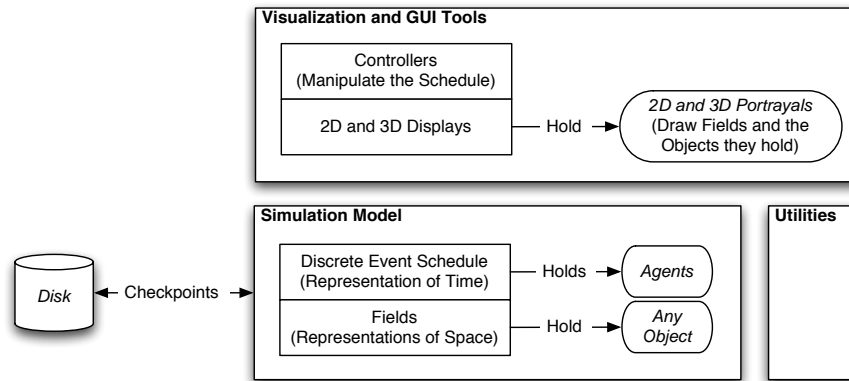 Visualization and GUI Tools
Controllers
(Manipulate the Schedule)
2D and 3D Displays
Hold
2D and 3D Portrayals
(Draw Fields and the
Objects they hold)
Simulation Model
Utilities
Discrete Event Schedule
(Representation of Time)
Holds
Agents
Disk
Checkpoints
Fields
(Representations of Space)
Hold
Any
Object